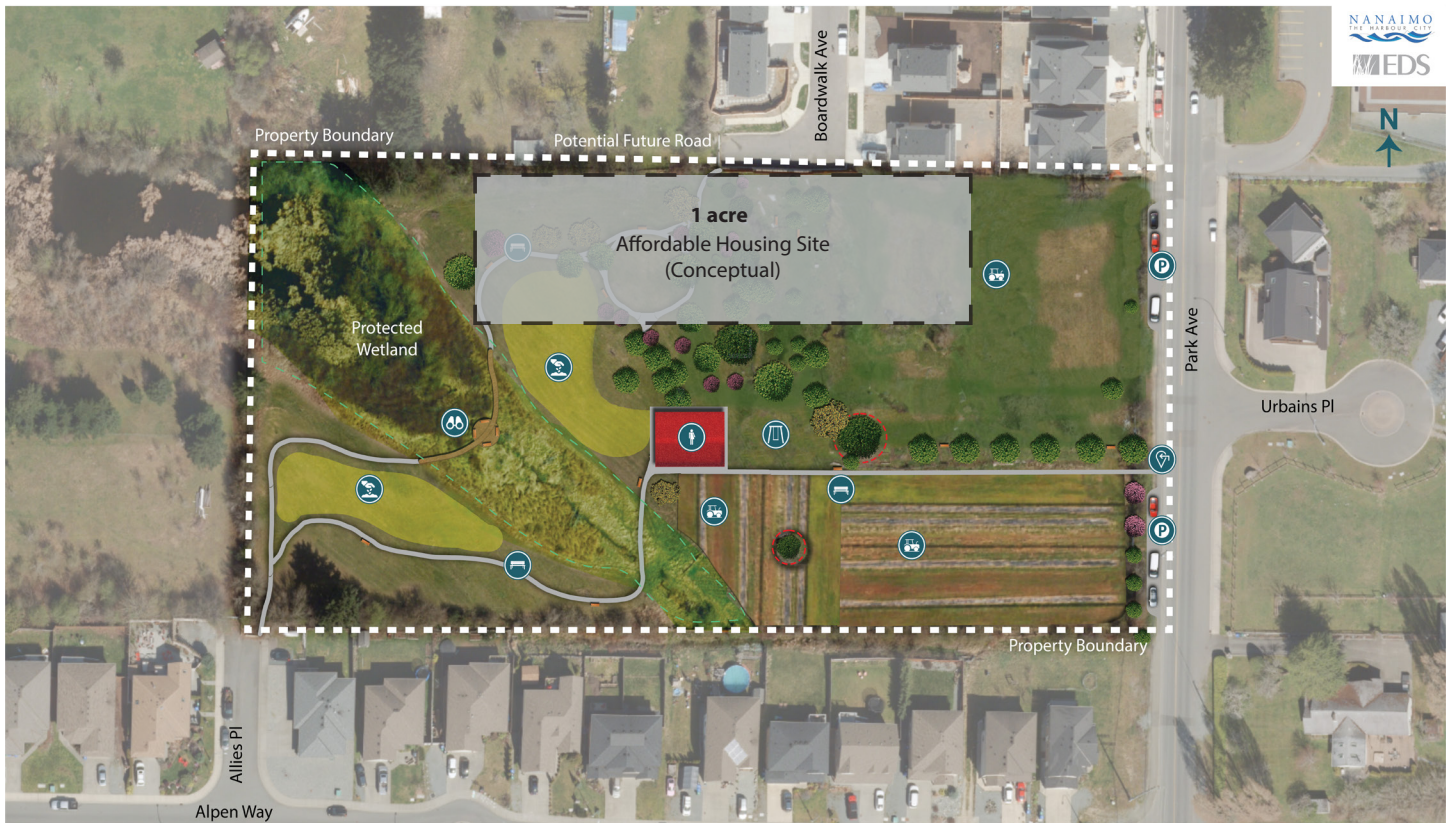 NANAIMO
THE HARBOUR CITY
EDS
N
Boardwalk Ave
Property Boundary
Potential Future Road
1 acre
Affordable Housing Site
(Conceptual)
P
Protected
Wetland
Park Ave
Urbains Pl
P
Property Boundary
Allies Pl
Alpen Way